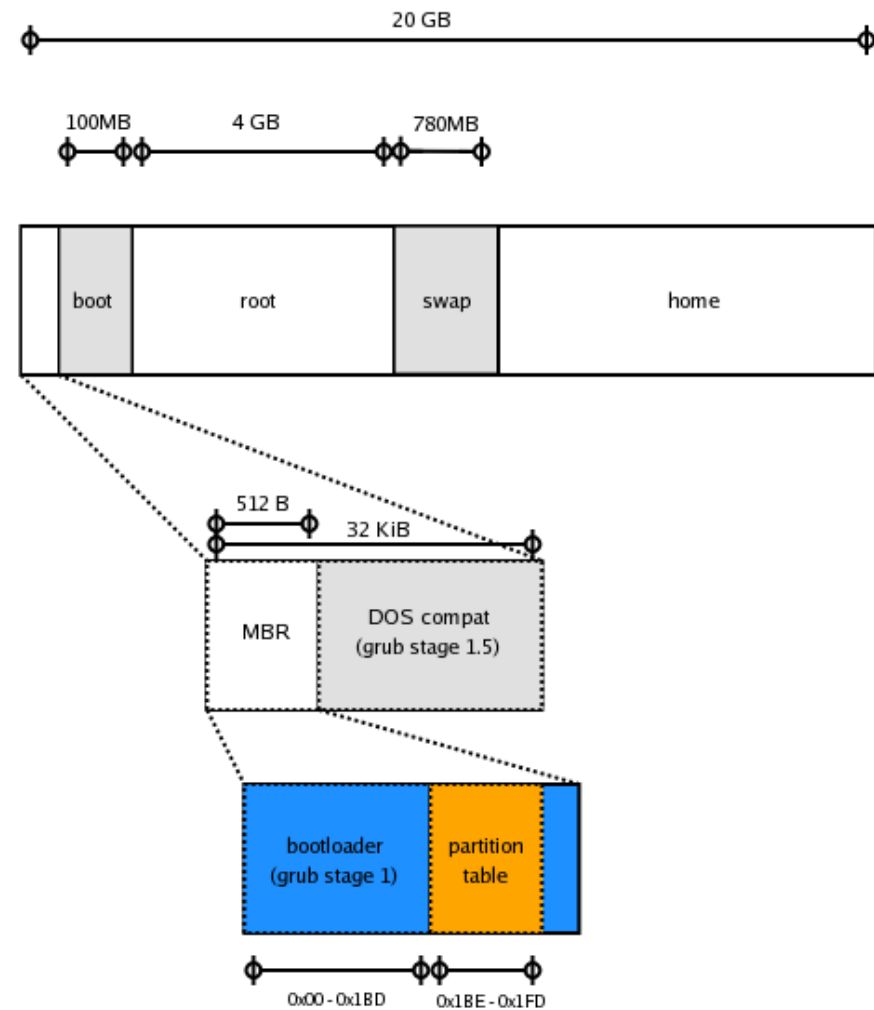 20 GB
100MB
4 GB
780MB
boot
root
swap
home
512 B
32 KiB
MBR
DOS compat
(grub stage 1.5)
bootloader
(grub stage 1)
partition
table
0x00 - 0x1BD
0x1BE - 0x1FD